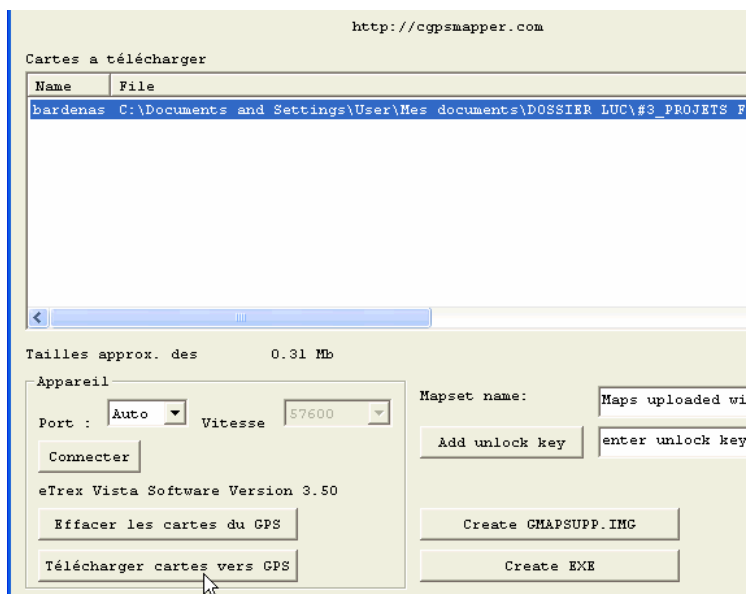 http://cgpsmapper.com
Cartes a télécharger
Name File
bardenas C:\Documents and Settings\User\Mes documents\DOSSIER LUC\#3_PROJETS F
Tailles approx. des 0.31 Mb
Appareil
Port : Auto Vitesse 57600
Connecter
eTrex Vista Software Version 3.50
Effacer les cartes du GPS
Télécharger cartes vers GPS
Mapset name: Maps uploaded wi
Add unlock key enter unlock key
Create GMAPSUPP.IMG
Create EXE